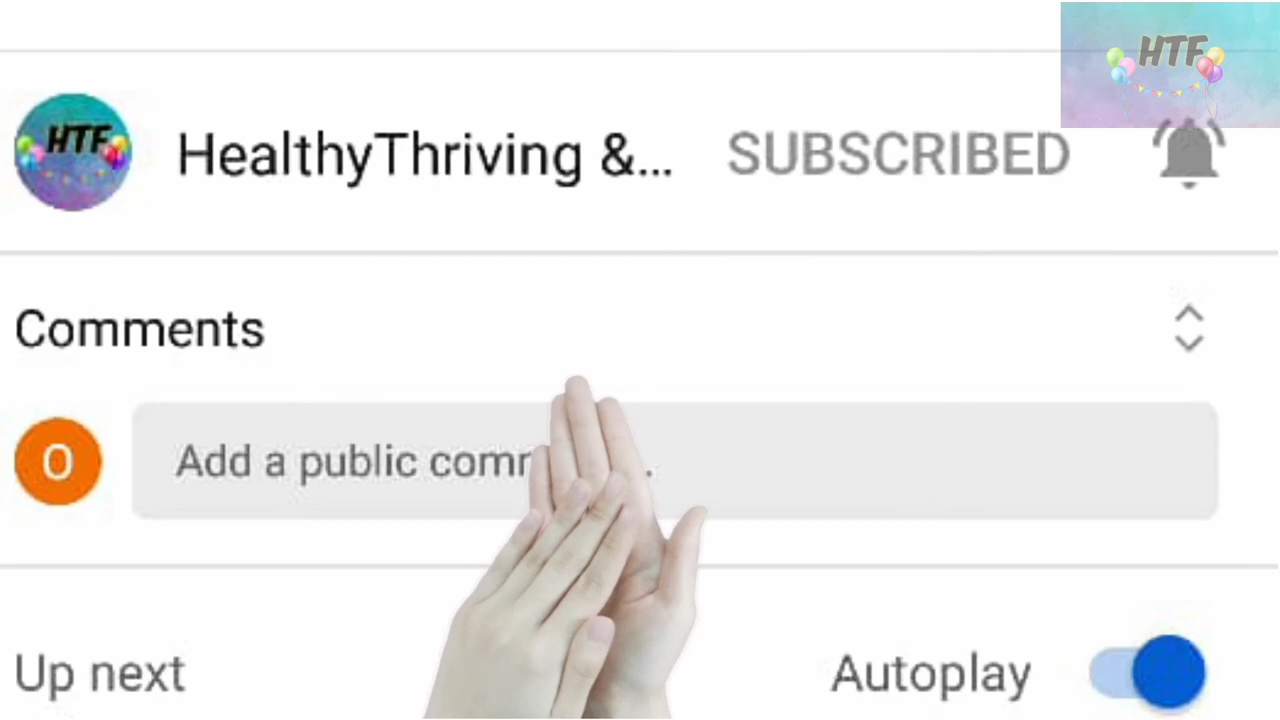 HTF
HTF HealthyThriving &... SUBSCRIBED
Comments
O Add a public comm .
Up next Autoplay